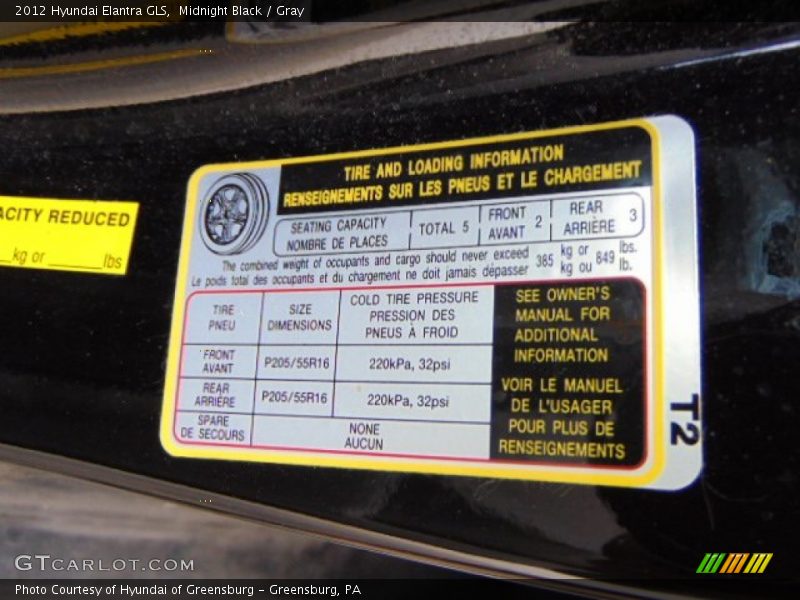 2012 Hyundai Elantra GLS, Midnight Black / Gray
ACITY REDUCED
__kg or ______lbs
TIRE AND LOADING INFORMATION
RENSEIGNEMENTS SUR LES PNEUS ET LE CHARGEMENT
SEATING CAPACITY
NOMBRE DE PLACES
TOTAL 5
FRONT
AVANT 2
REAR
ARRIÈRE 3
The combined weight of occupants and cargo should never exceed 385 kg or 849 lbs.
Le poids total des occupants et du chargement ne doit jamais dépasser kg ou lb.
TIRE
PNEU
SIZE
DIMENSIONS
COLD TIRE PRESSURE
PRESSION DES
PNEUS À FROID
FRONT
AVANT
P205/55R16
220kPa, 32psi
REAR
ARRIÈRE
P205/55R16
220kPa, 32psi
SPARE
DE SECOURS
NONE
AUCUN
SEE OWNER'S
MANUAL FOR
ADDITIONAL
INFORMATION
VOIR LE MANUEL
DE L'USAGER
POUR PLUS DE
RENSEIGNEMENTS
T2
GTCARLOT.COM
Photo Courtesy of Hyundai of Greensburg - Greensburg, PA